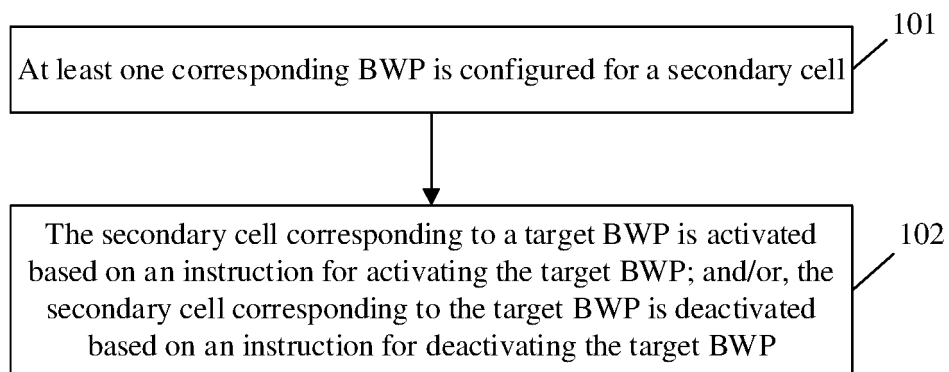 101
At least one corresponding BWP is configured for a secondary cell
The secondary cell corresponding to a target BWP is activated
based on an instruction for activating the target BWP; and/or, the
secondary cell corresponding to the target BWP is deactivated
based on an instruction for deactivating the target BWP
102